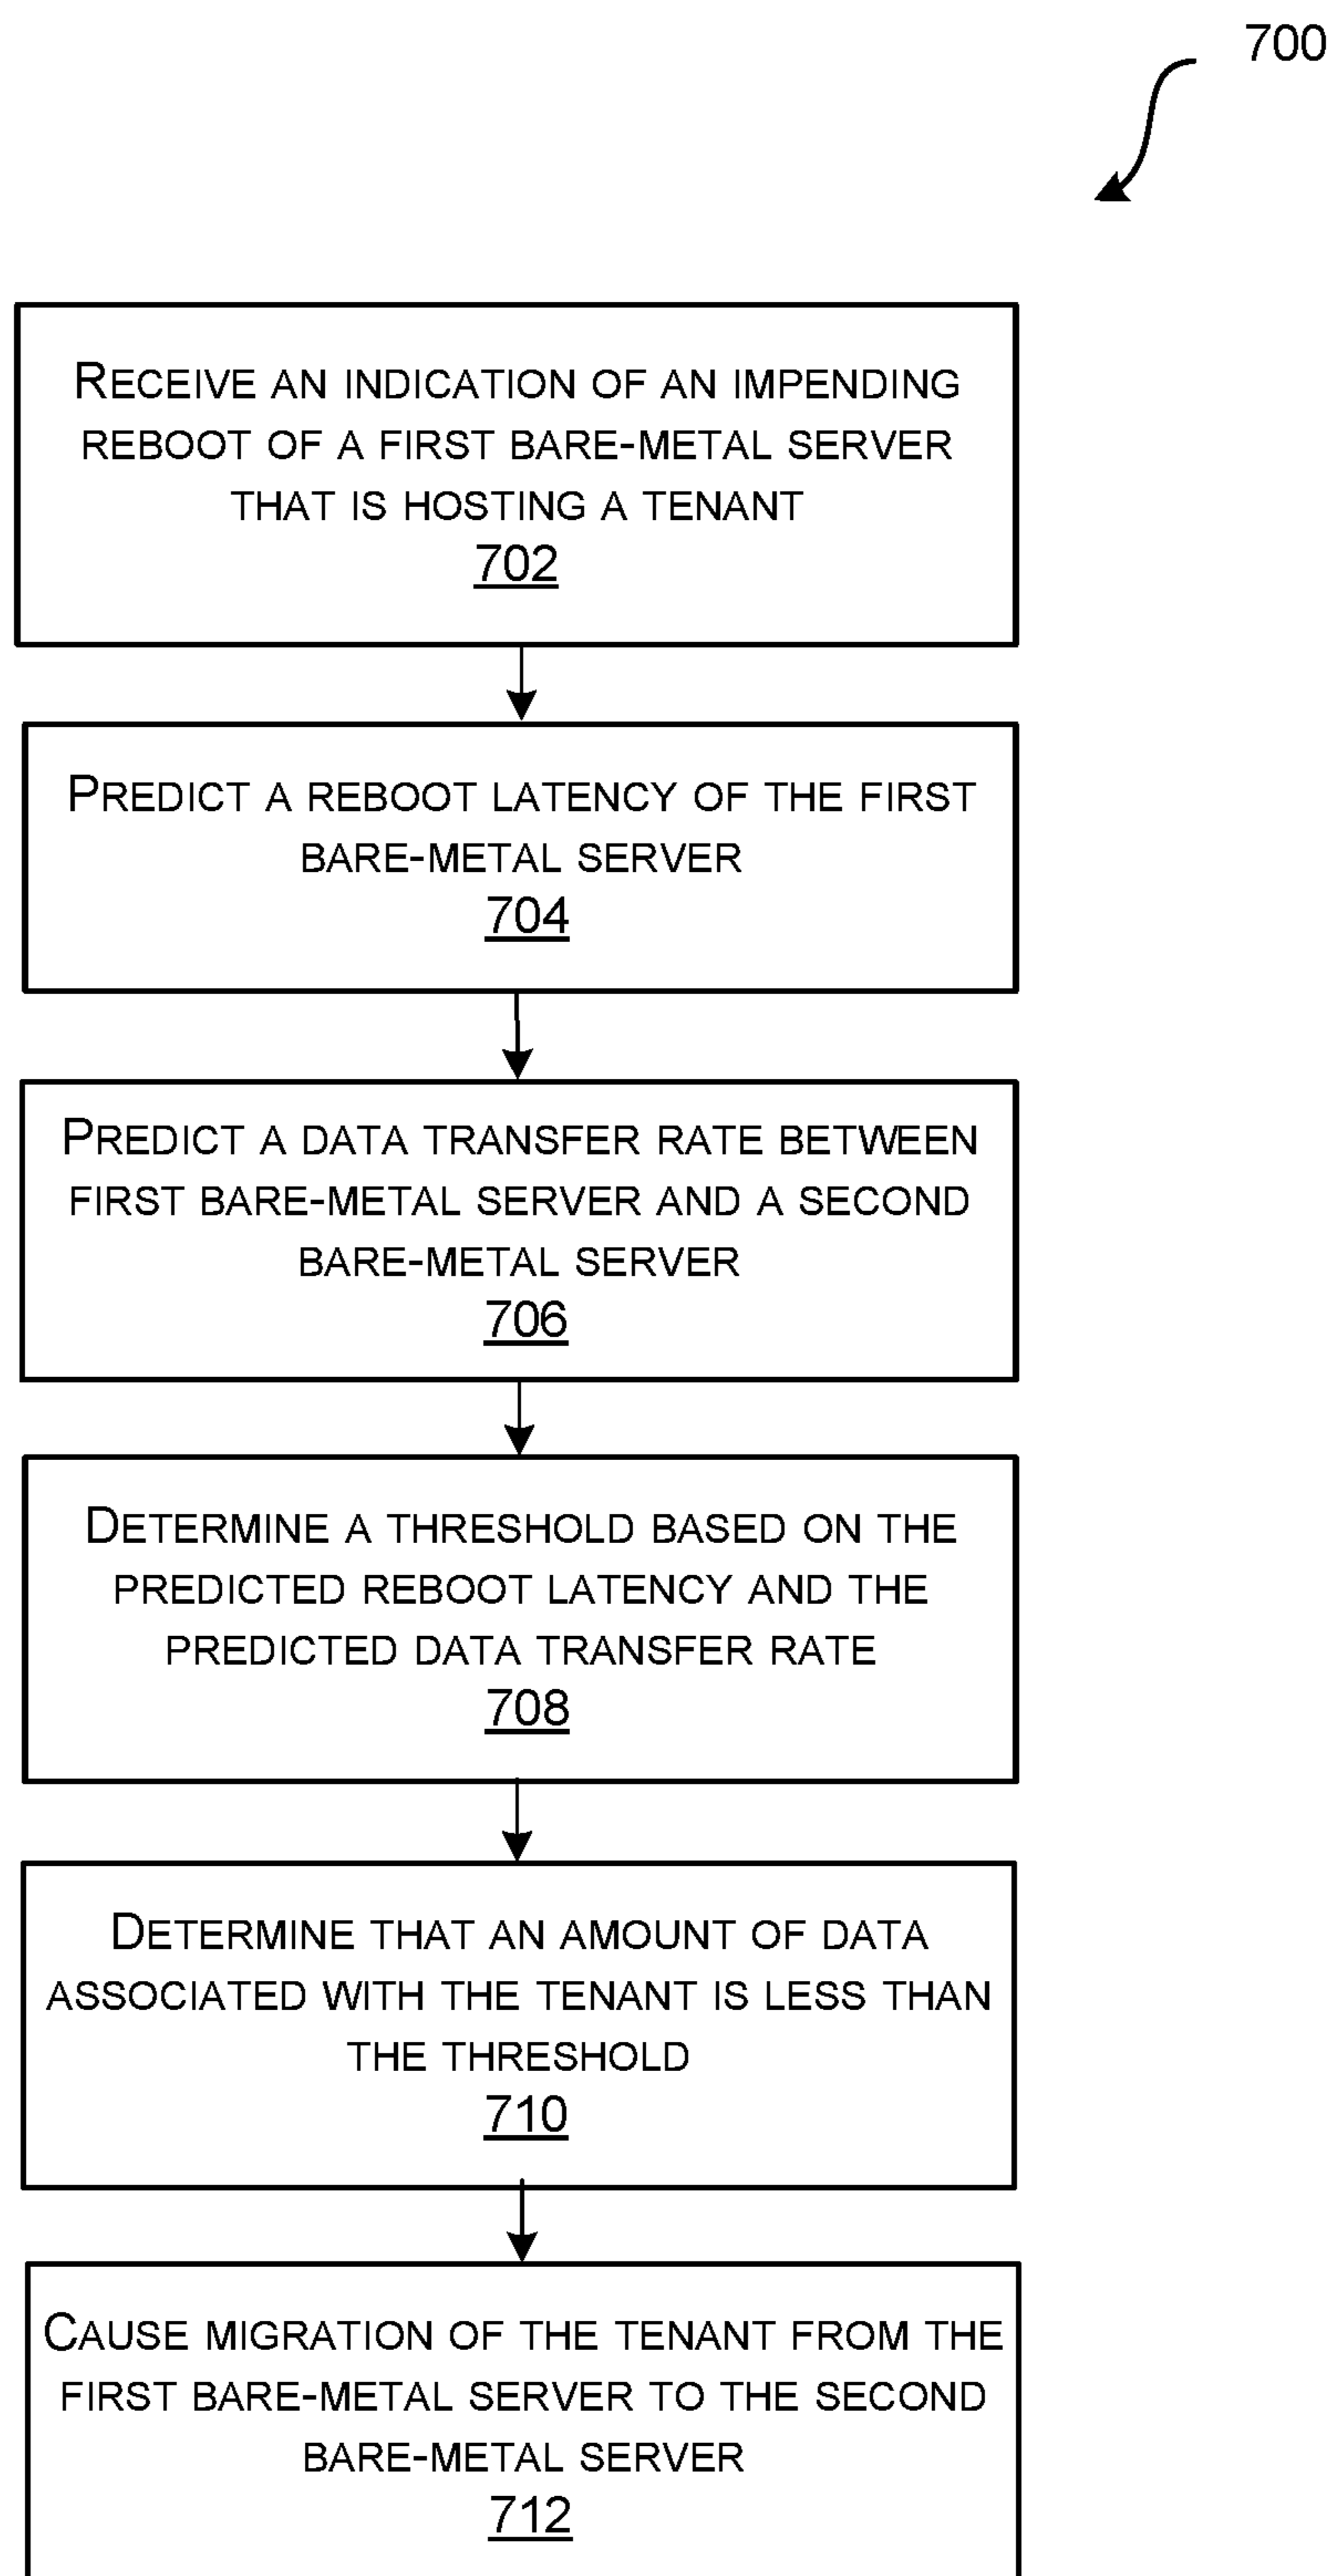 700
RECEIVE AN INDICATION OF AN IMPENDING
REBOOT OF A FIRST BARE-METAL SERVER
THAT IS HOSTING A TENANT
702
PREDICT A REBOOT LATENCY OF THE FIRST
BARE-METAL SERVER
704
PREDICT A DATA TRANSFER RATE BETWEEN
FIRST BARE-METAL SERVER AND A SECOND
BARE-METAL SERVER
706
DETERMINE A THRESHOLD BASED ON THE
PREDICTED REBOOT LATENCY AND THE
PREDICTED DATA TRANSFER RATE
708
DETERMINE THAT AN AMOUNT OF DATA
ASSOCIATED WITH THE TENANT IS LESS THAN
THE THRESHOLD
710
CAUSE MIGRATION OF THE TENANT FROM THE
FIRST BARE-METAL SERVER TO THE SECOND
BARE-METAL SERVER
712